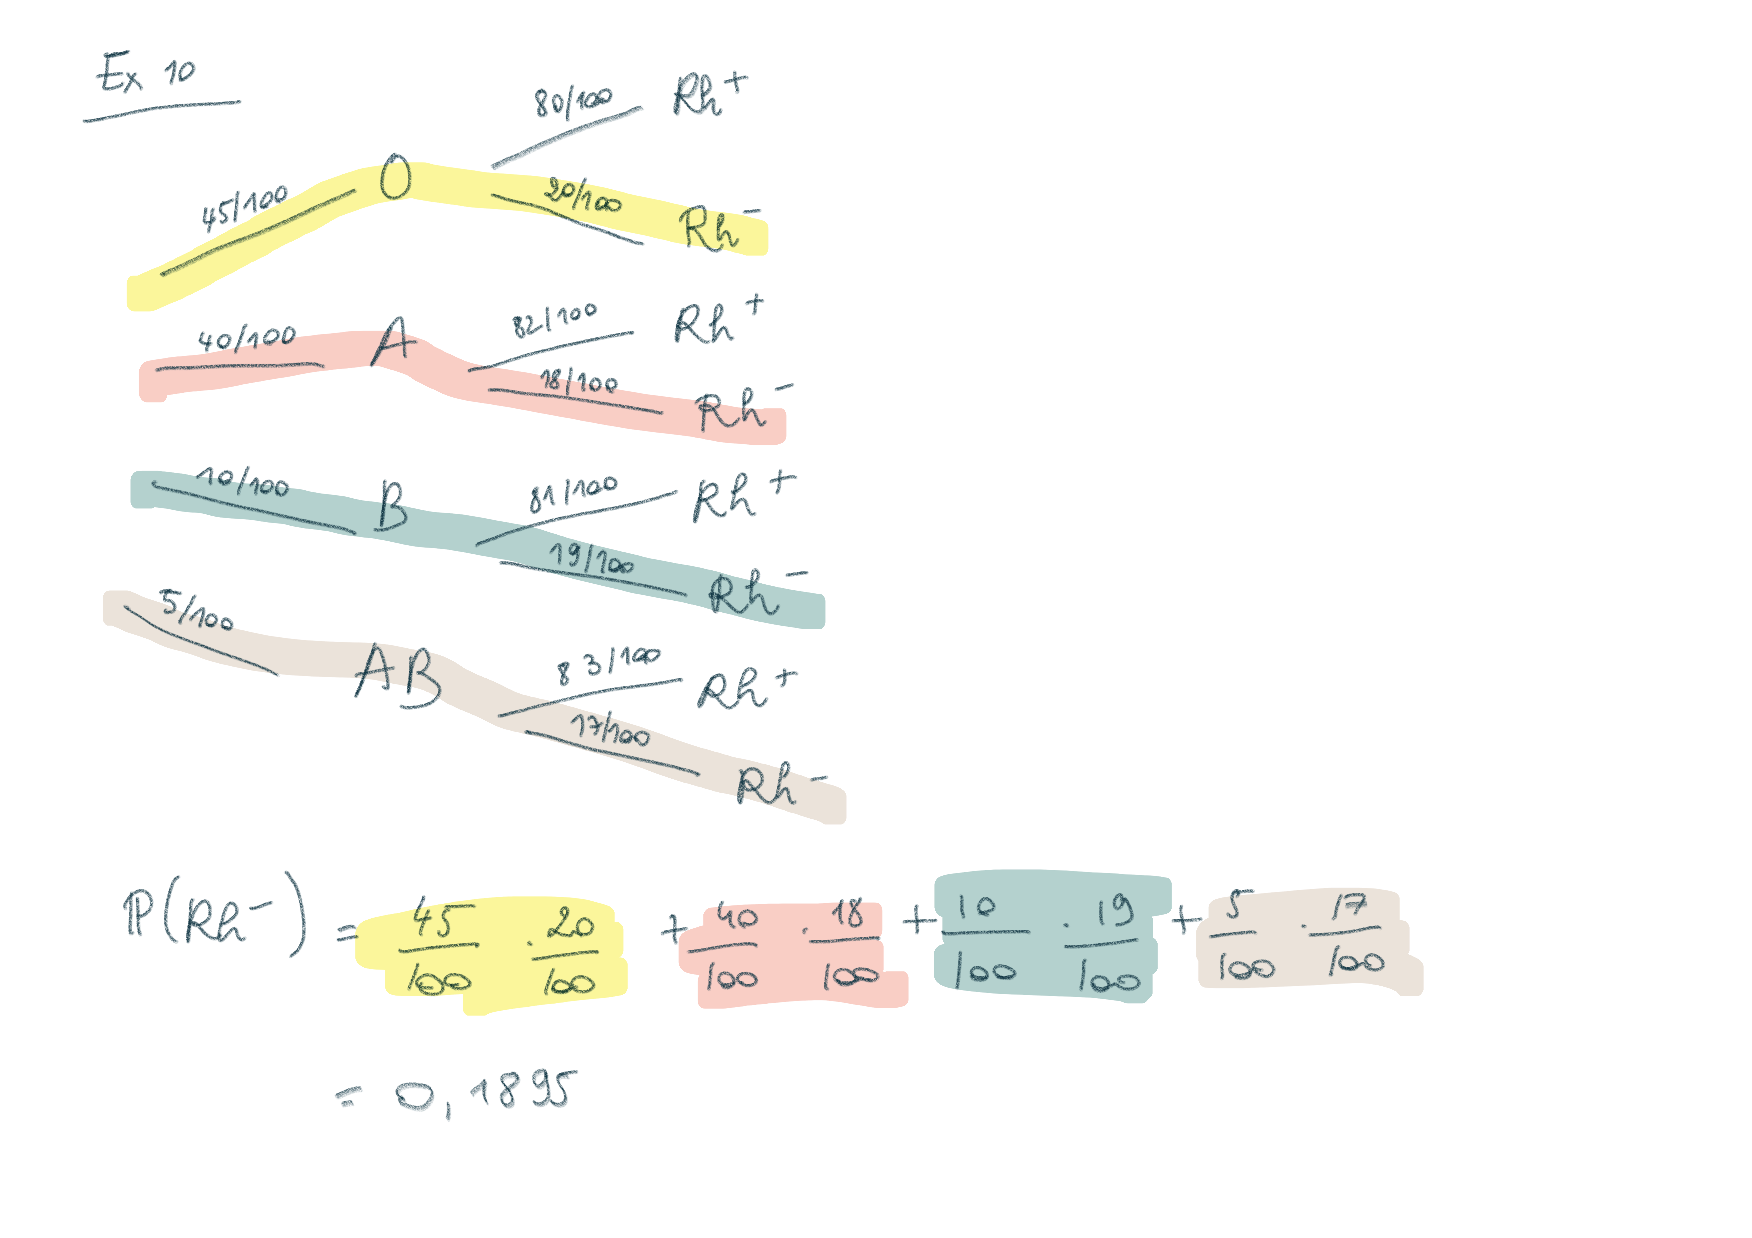 Ex 10
80/100 Rh+
45/100 O 20/100 Rh-
40/100 A 82/100 Rh+
18/100 Rh-
10/100 B 81/100 Rh+
19/100 Rh-
5/100 AB 83/100 Rh+
17/100 Rh-
ℙ(Rh-) = 45/100 . 20/100 + 40/100 . 18/100 + 10/100 . 19/100 + 5/100 . 17/100
= 0,1895